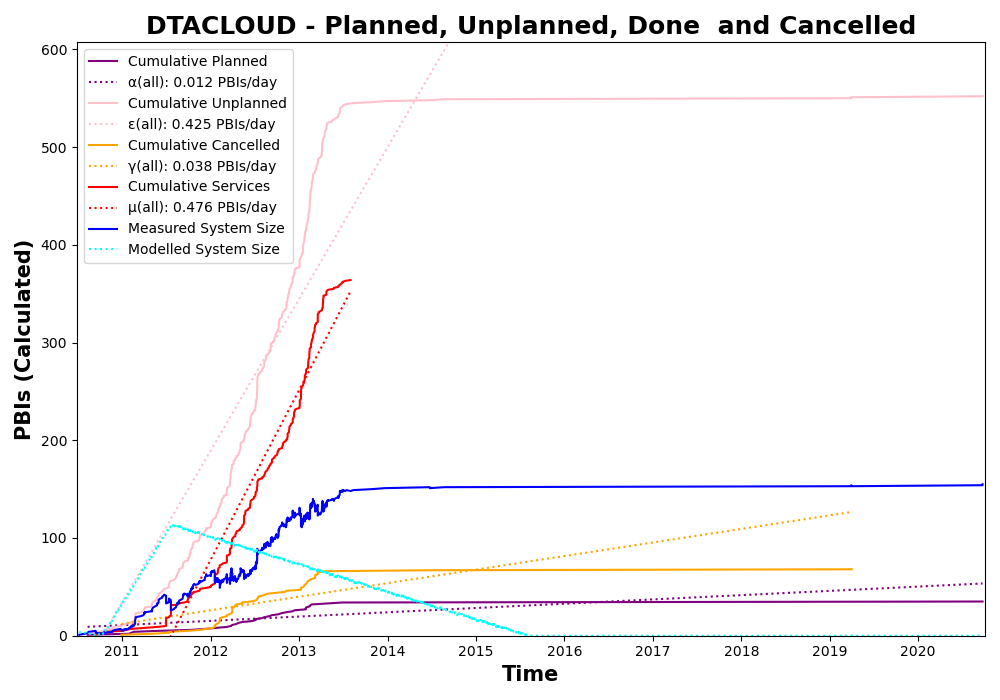 DTACLOUD - Planned, Unplanned, Done  and Cancelled
Cumulative Planned
α(all): 0.012 PBIs/day
Cumulative Unplanned
ε(all): 0.425 PBIs/day
Cumulative Cancelled
γ(all): 0.038 PBIs/day
Cumulative Services
μ(all): 0.476 PBIs/day
Measured System Size
Modelled System Size
PBIs (Calculated)
600
500
400
300
200
100
0
2011 2012 2013 2014 2015 2016 2017 2018 2019 2020
Time